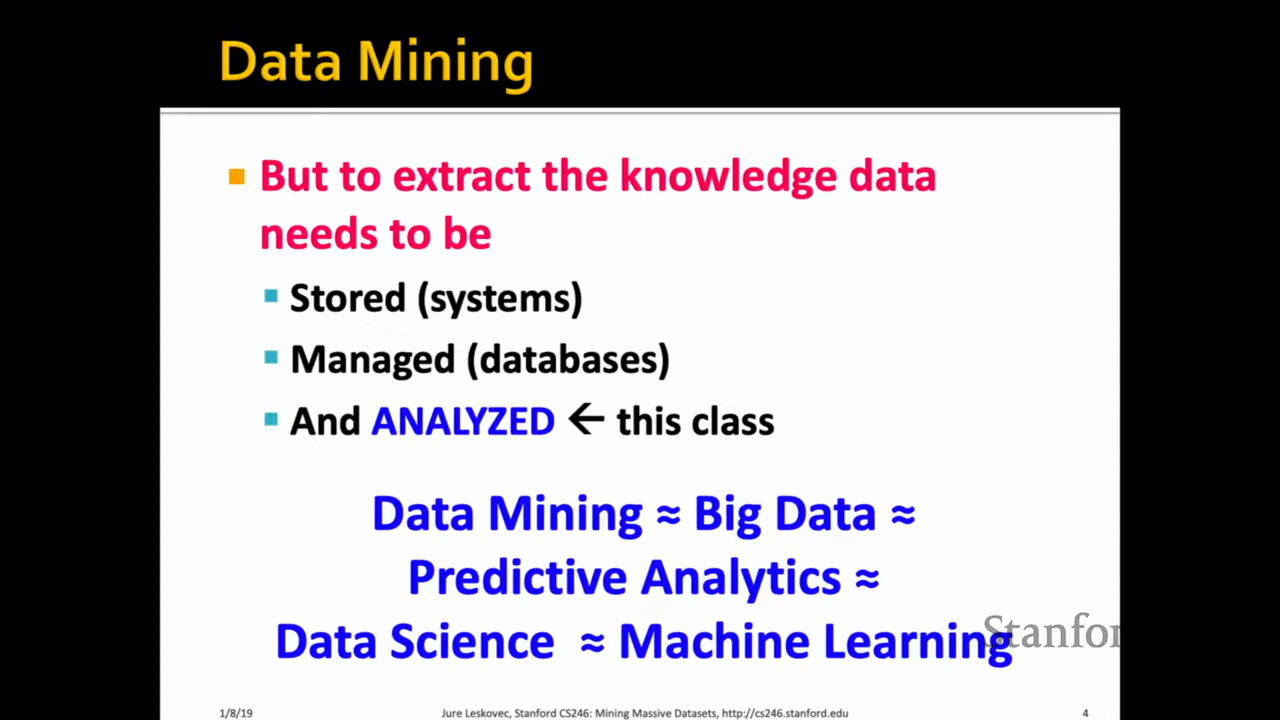 Data Mining
But to extract the knowledge data
needs to be
Stored (systems)
Managed (databases)
And ANALYZED ← this class
Data Mining ≈ Big Data ≈
Predictive Analytics ≈
Data Science ≈ Machine Learning
Stanfor
1/8/19
Jure Leskovec, Stanford CS246: Mining Massive Datasets, http://cs246.stanford.edu
4